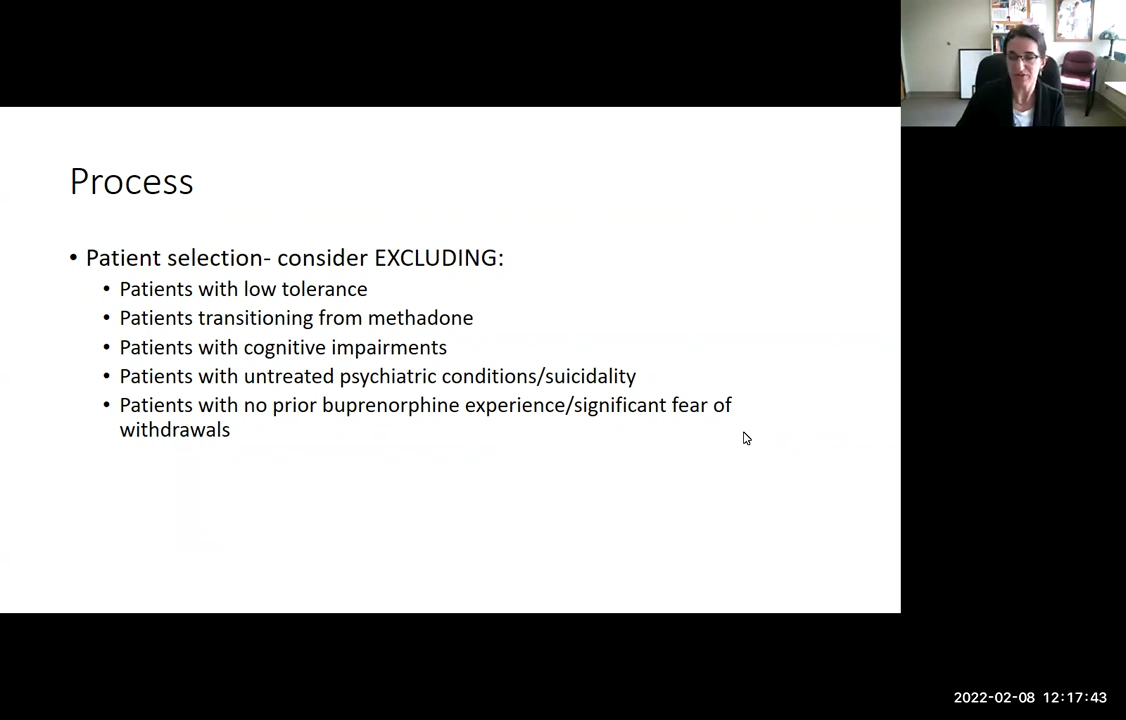 Process
• Patient selection- consider EXCLUDING:
• Patients with low tolerance
• Patients transitioning from methadone
• Patients with cognitive impairments
• Patients with untreated psychiatric conditions/suicidality
• Patients with no prior buprenorphine experience/significant fear of
withdrawals
2022-02-08 12:17:43